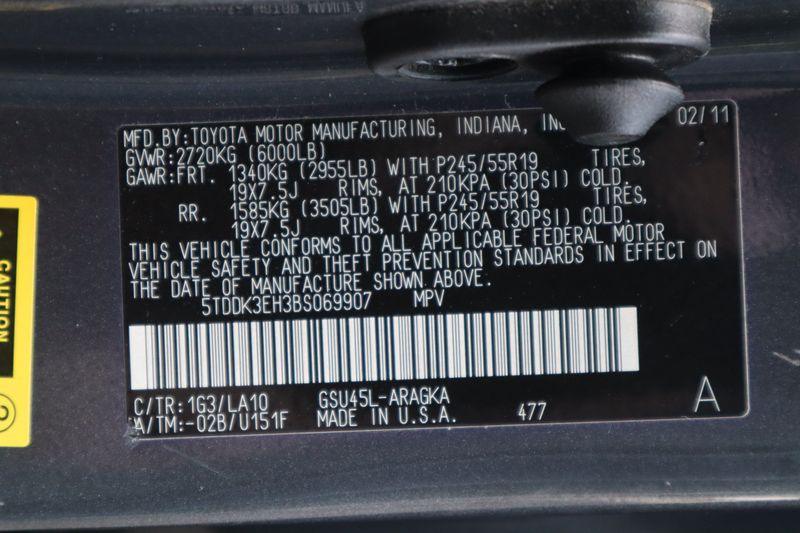 MFD.BY:TOYOTA MOTOR MANUFACTURING, INDIANA, 02/11
GVWR:2720KG (6000LB)
GAWR:FRT. 1340KG (2955LB) WITH P245/55R19 TIRES,
19X7.5J RIMS, AT 210KPA (30PSI) COLD.
RR. 1585KG (3505LB) WITH P245/55R19 TIRES,
19X7.5J RIMS, AT 210KPA (30PSI) COLD.
THIS VEHICLE CONFORMS TO ALL APPLICABLE FEDERAL MOTOR
VEHICLE SAFETY AND THEFT PREVENTION STANDARDS IN EFFECT ON
THE DATE OF MANUFACTURE SHOWN ABOVE.
5TDDK3EH3BS069907 MPV
C/TR:1G3/LA10 GSU45L-ARAGKA
A/TM:-02B/U151F MADE IN U.S.A. 477 A
CAUTION
2